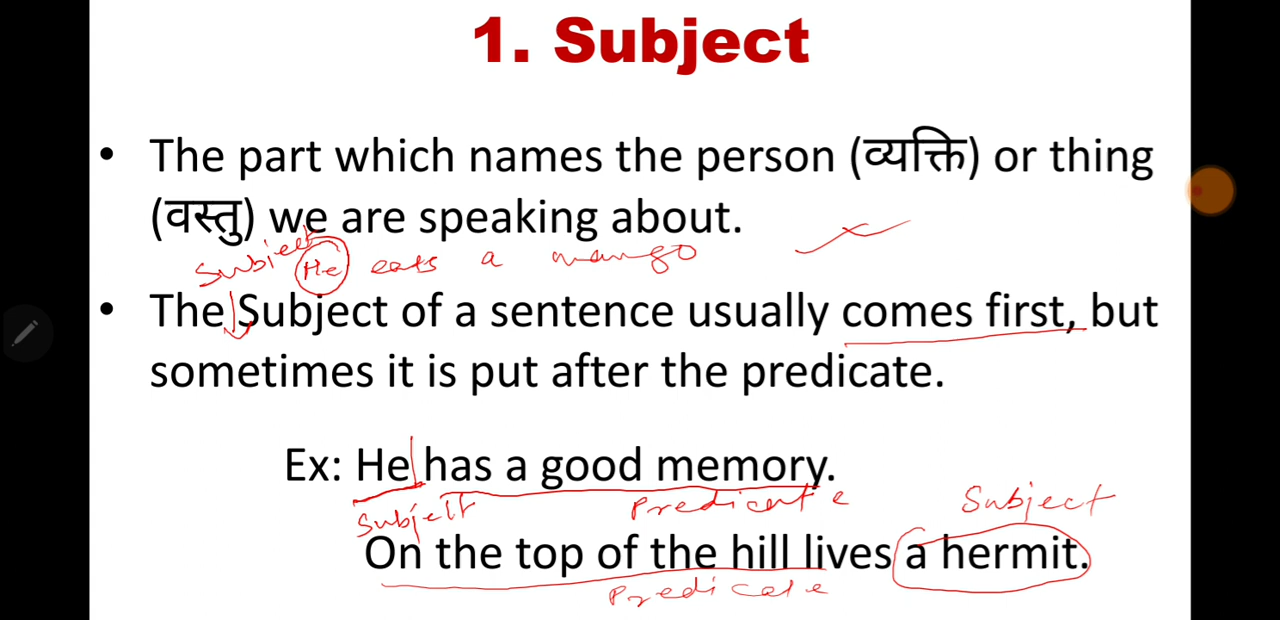 1. Subject
• The part which names the person (व्यक्ति) or thing
(वस्तु) we are speaking about.
Subject He eats a mango
• The Subject of a sentence usually comes first, but
sometimes it is put after the predicate.
Ex: He has a good memory.
Subject Predicate Subject
On the top of the hill lives a hermit.
Predicate